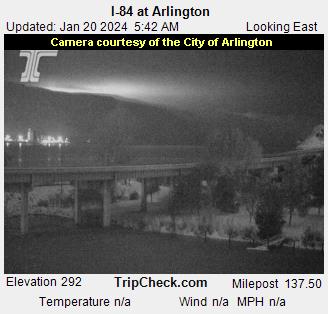 I-84 at Arlington
Updated: Jan 20 2024 5:42 AM Looking East
Camera courtesy of the City of Arlington
Elevation 292 TripCheck.com Milepost 137.50
Temperature n/a Wind n/a MPH n/a